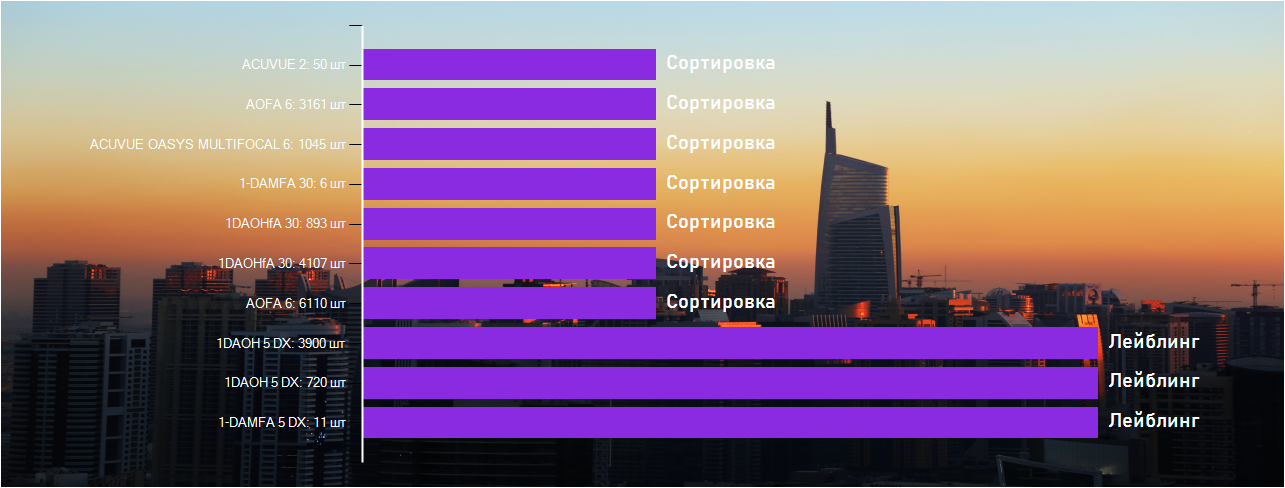 ACUVUE 2: 50 шт Сортировка
AOFA 6: 3161 шт Сортировка
ACUVUE OASYS MULTIFOCAL 6: 1045 шт Сортировка
1-DAMFA 30: 6 шт Сортировка
1DAOHfA 30: 893 шт Сортировка
1DAOHfA 30: 4107 шт Сортировка
AOFA 6: 6110 шт Сортировка
1DAOH 5 DX: 3900 шт Лейблинг
1DAOH 5 DX: 720 шт Лейблинг
1-DAMFA 5 DX: 11 шт Лейблинг